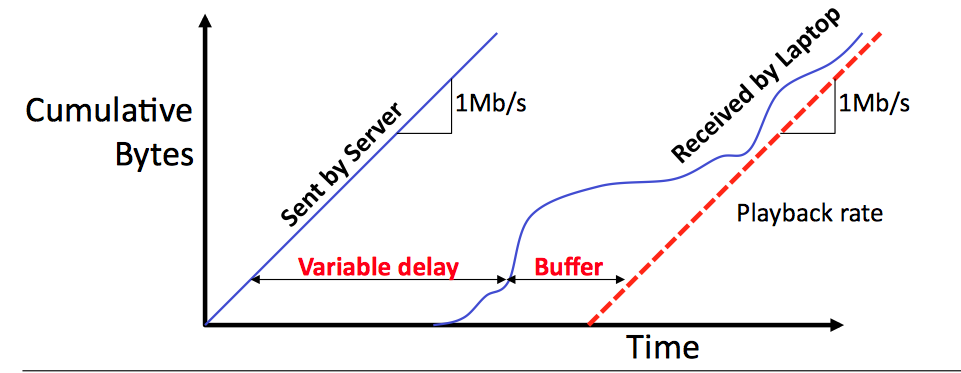 Cumulative
Bytes
Sent by Server
1Mb/s
Received by Laptop
1Mb/s
Playback rate
Variable delay
Buffer
Time